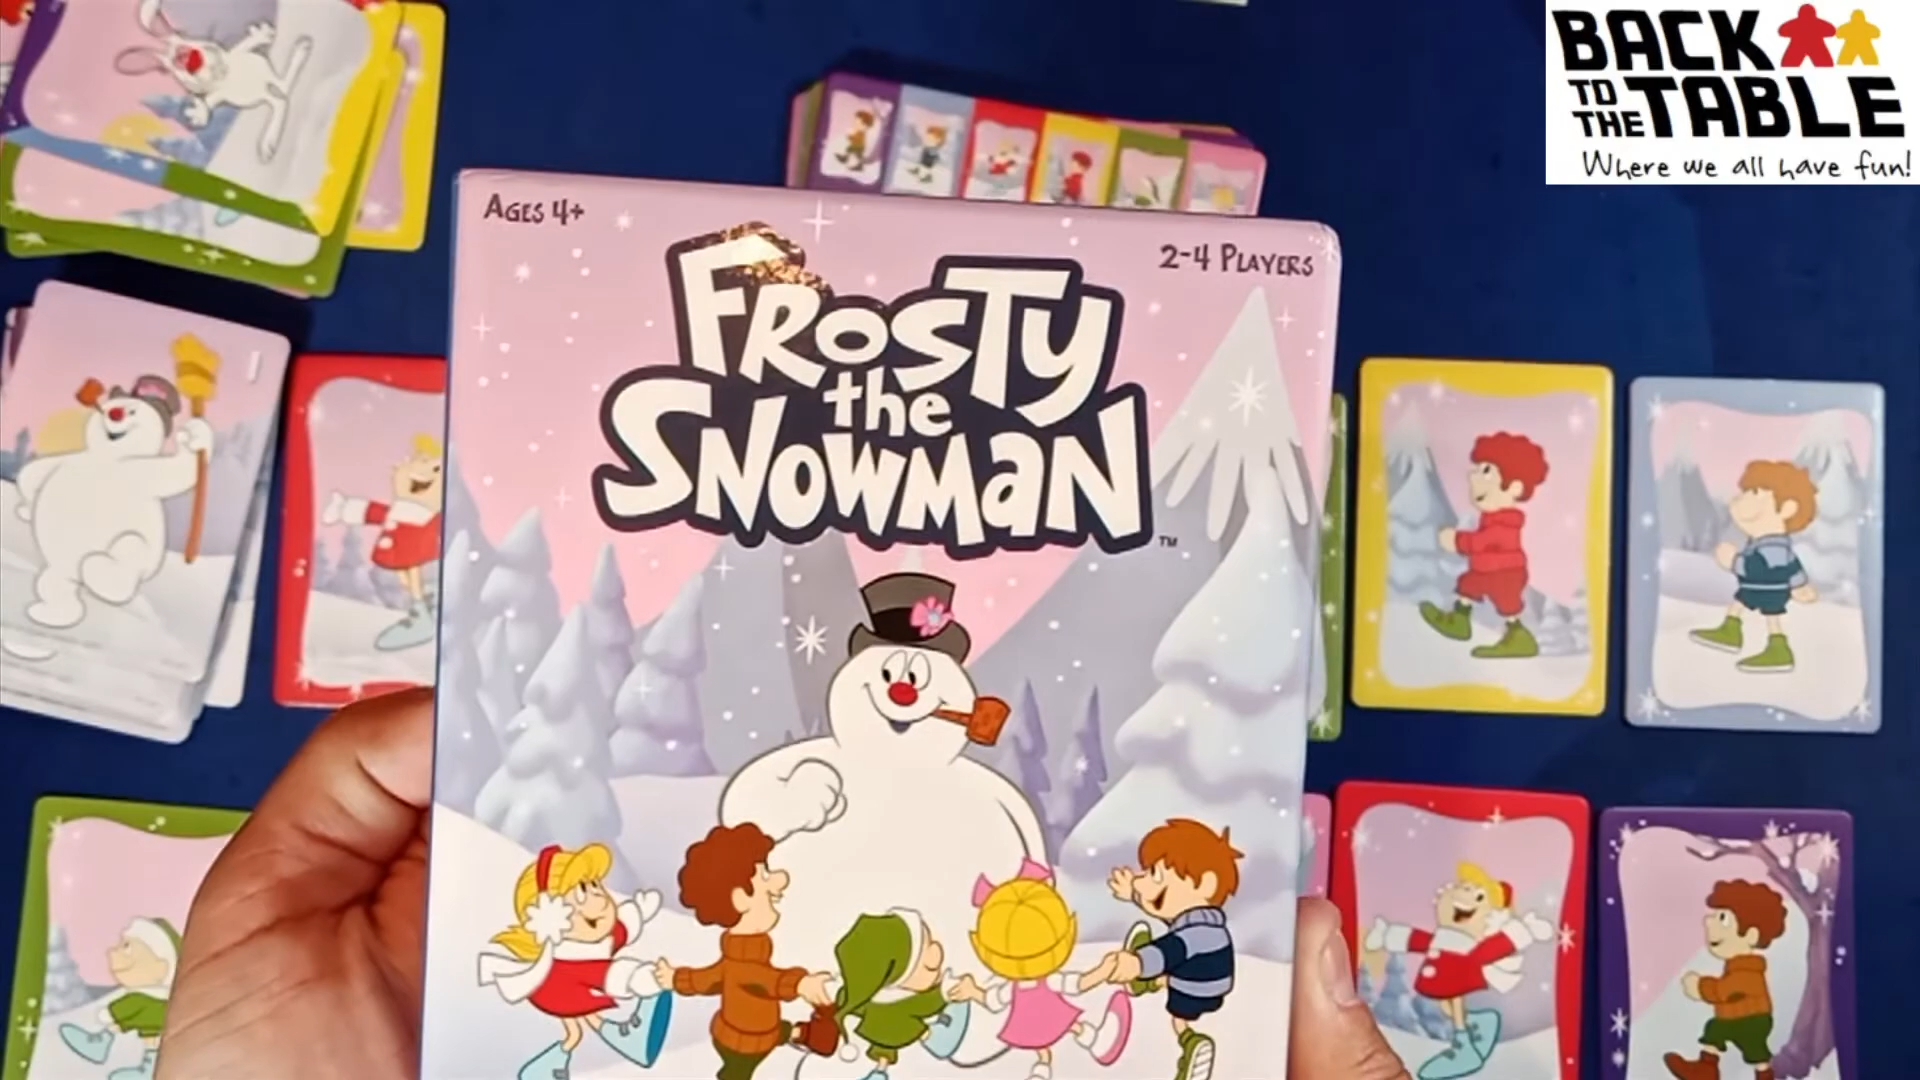 BACK
TO
THE TABLE
Where we all have fun!
AGES 4+
2-4 PLAYERS
FROSTY
the
SNOWMAN
TM